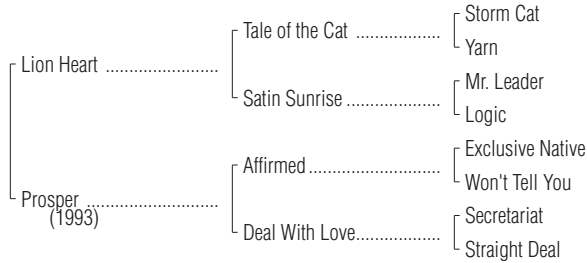 Storm Cat
Tale of the Cat ..................
Yarn
Lion Heart ........................
Mr. Leader
Satin Sunrise ....................
Logic
Exclusive Native
Affirmed ............................
Won't Tell You
Prosper ............................
(1993)
Secretariat
Deal With Love..................
Straight Deal